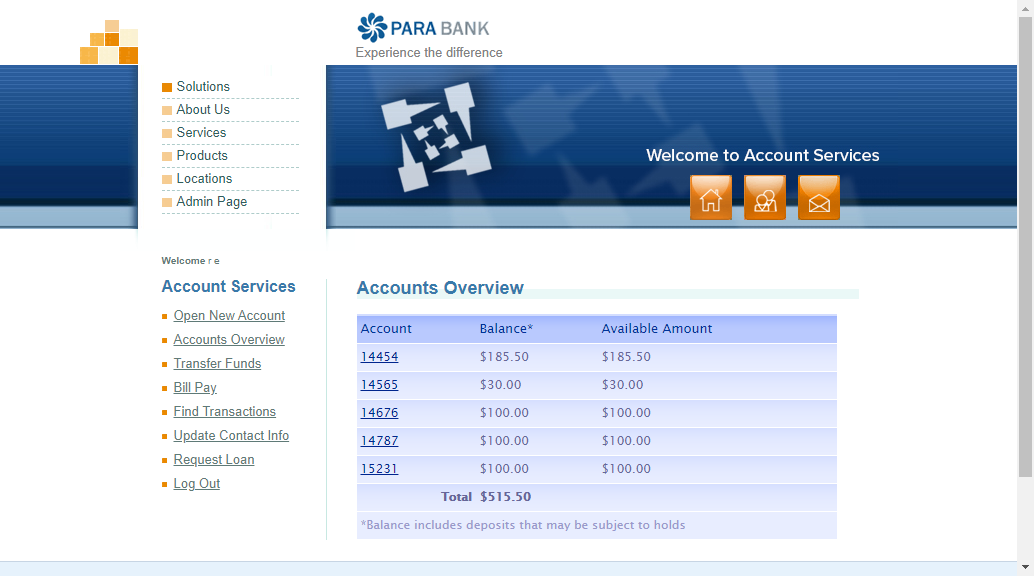 PARA BANK
Experience the difference
Solutions
About Us
Services
Products
Locations
Admin Page
Welcome to Account Services
Welcome r e
Account Services
Open New Account
Accounts Overview
Transfer Funds
Bill Pay
Find Transactions
Update Contact Info
Request Loan
Log Out
Accounts Overview
Account Balance* Available Amount
14454 $185.50 $185.50
14565 $30.00 $30.00
14676 $100.00 $100.00
14787 $100.00 $100.00
15231 $100.00 $100.00
Total $515.50
*Balance includes deposits that may be subject to holds